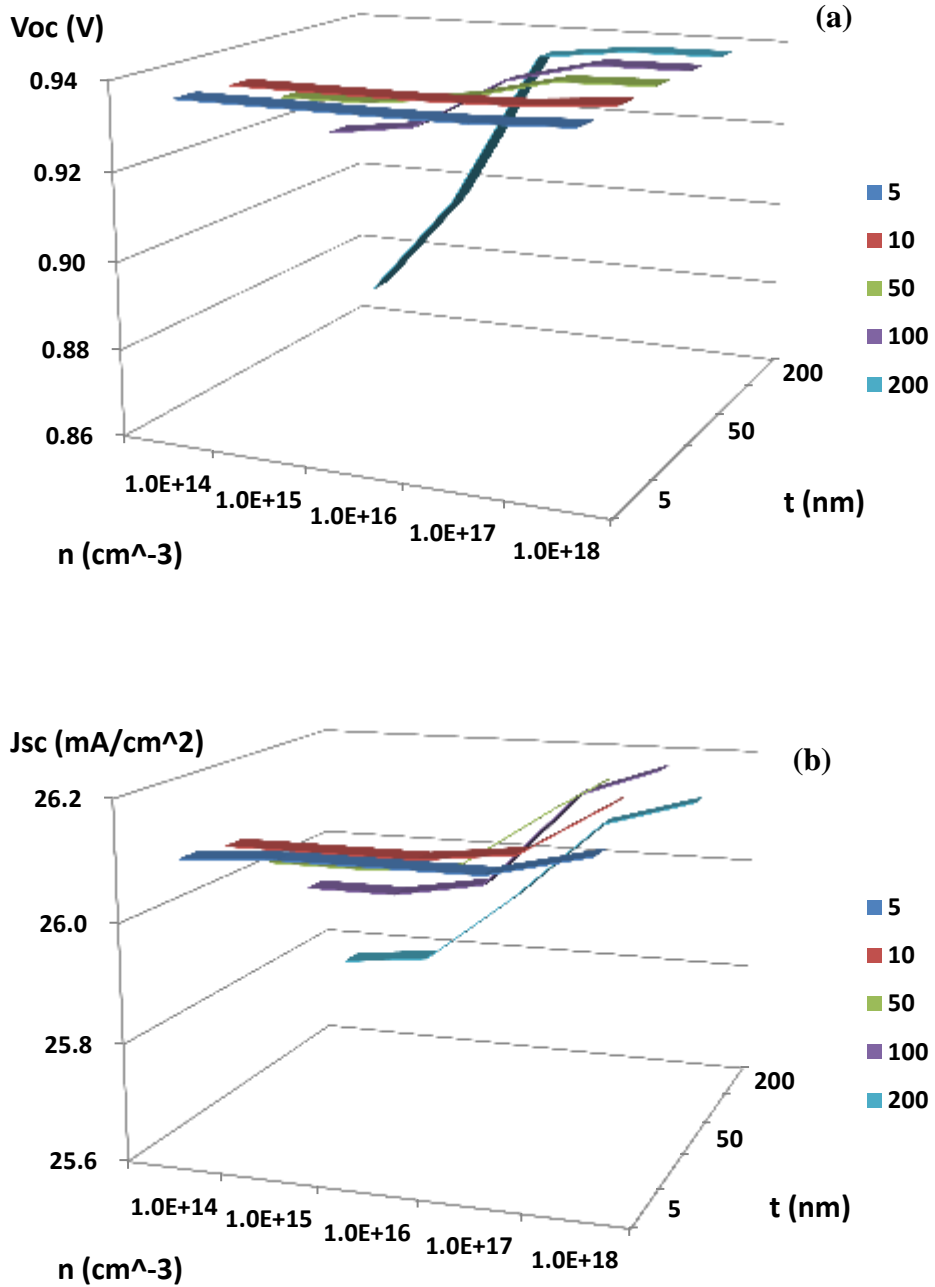 Voc (V)
(a)
0.94
0.92
0.90
0.88
0.86
1.0E+14
1.0E+15
1.0E+16
1.0E+17
1.0E+18
n (cm^-3)
5
50
200
t (nm)
5
10
50
100
200
Jsc (mA/cm^2)
(b)
26.2
26.0
25.8
25.6
1.0E+14
1.0E+15
1.0E+16
1.0E+17
1.0E+18
n (cm^-3)
5
50
200
t (nm)
5
10
50
100
200